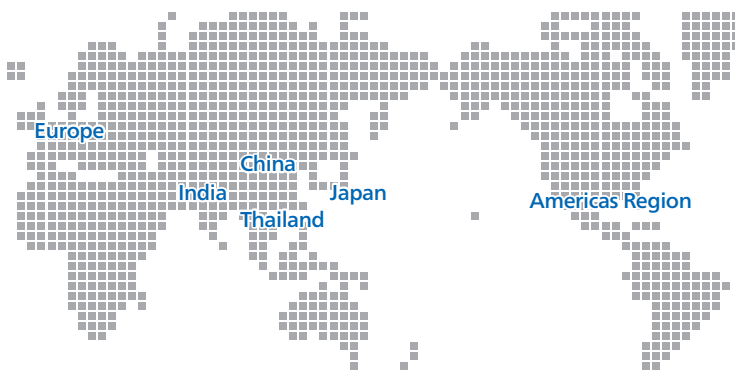 Europe
China
India
Japan
Thailand
Americas Region